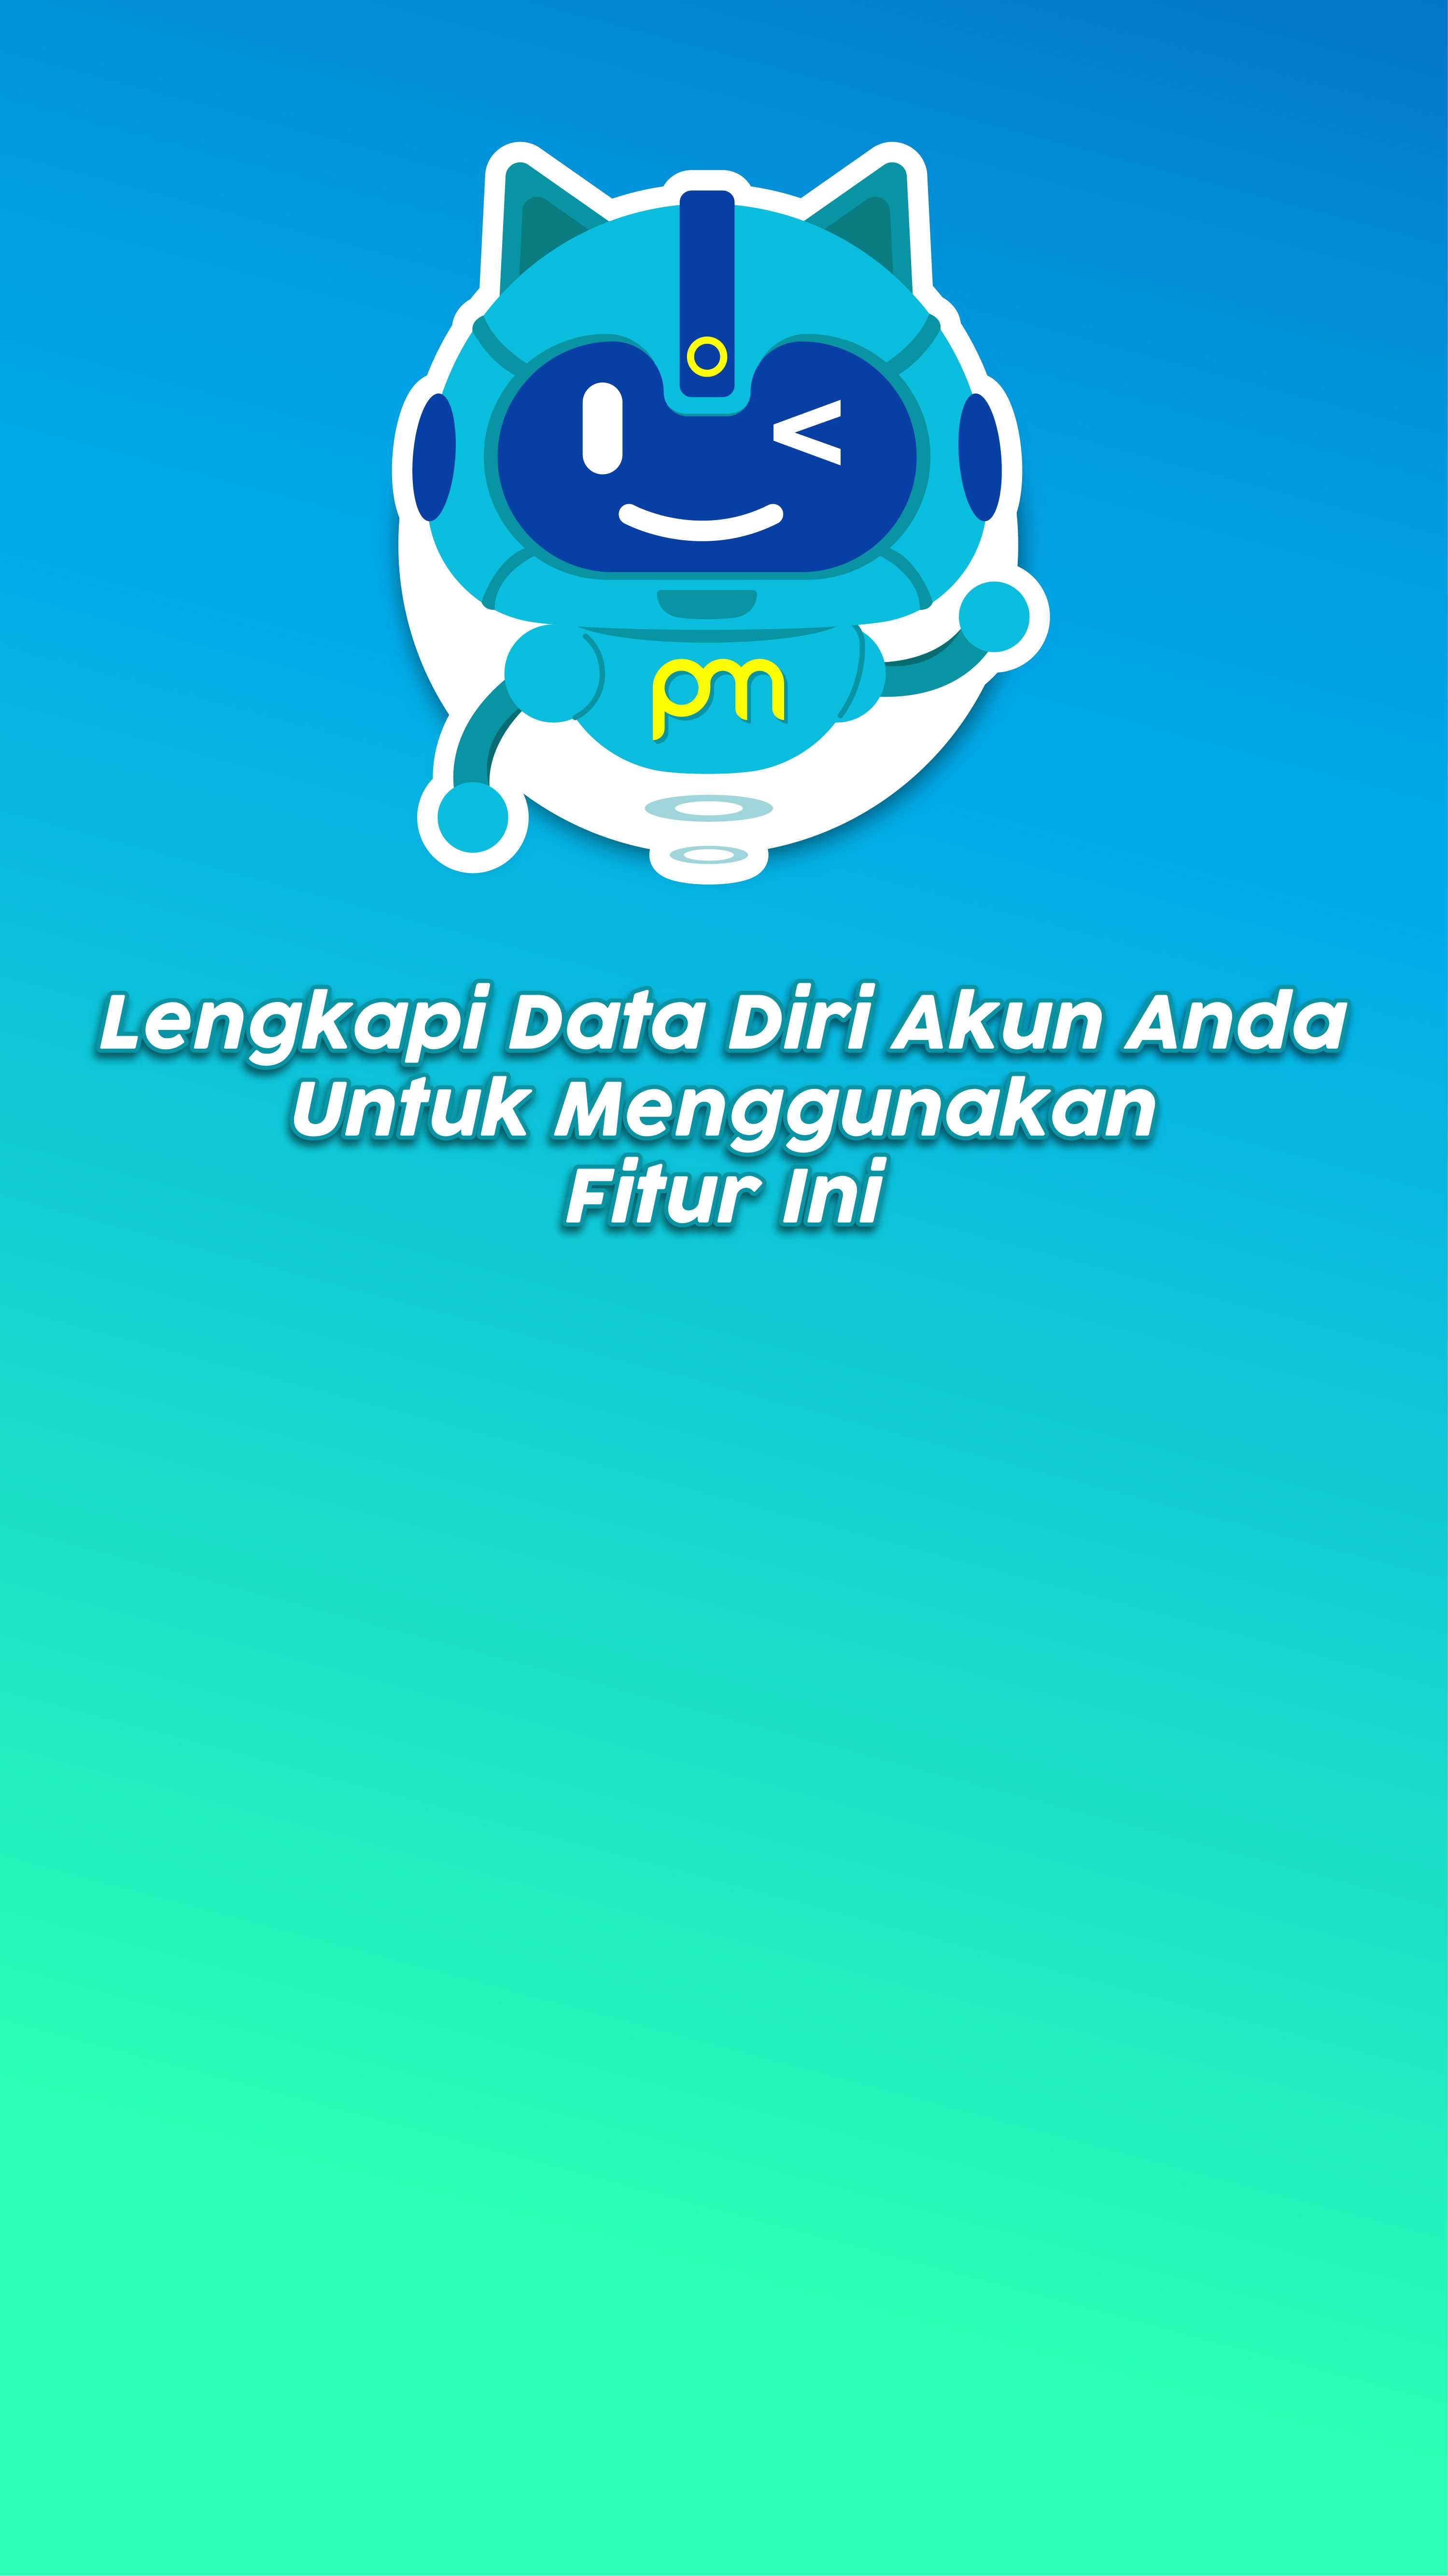 pm
Lengkapi Data Diri Akun Anda
Untuk Menggunakan
Fitur Ini